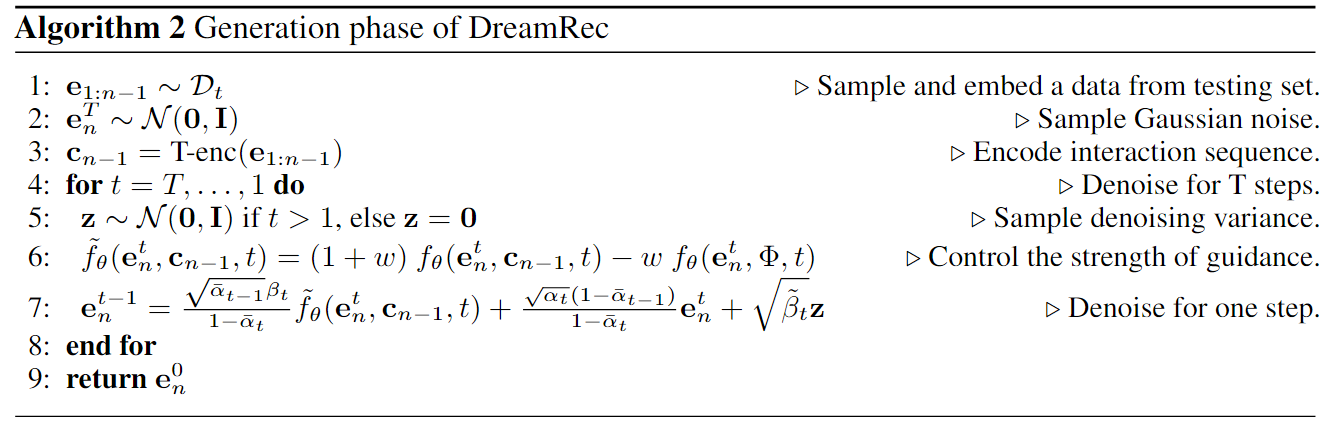 Algorithm 2 Generation phase of DreamRec
1: $\mathbf{e}_{1:n-1} \sim \mathcal{D}_t$ ▷ Sample and embed a data from testing set.
2: $\mathbf{e}_n^T \sim \mathcal{N}(\mathbf{0}, \mathbf{I})$ ▷ Sample Gaussian noise.
3: $\mathbf{c}_{n-1} = \text{T-enc}(\mathbf{e}_{1:n-1})$ ▷ Encode interaction sequence.
4: for $t = T, \ldots, 1$ do ▷ Denoise for T steps.
5: $\mathbf{z} \sim \mathcal{N}(\mathbf{0}, \mathbf{I})$ if $t > 1$, else $\mathbf{z} = \mathbf{0}$ ▷ Sample denoising variance.
6: $\tilde{f}_\theta(\mathbf{e}_n^t, \mathbf{c}_{n-1}, t) = (1 + w) f_\theta(\mathbf{e}_n^t, \mathbf{c}_{n-1}, t) - w f_\theta(\mathbf{e}_n^t, \Phi, t)$ ▷ Control the strength of guidance.
7: $\mathbf{e}_n^{t-1} = \frac{\sqrt{\bar{\alpha}_{t-1}}\beta_t}{1-\bar{\alpha}_t} \tilde{f}_\theta(\mathbf{e}_n^t, \mathbf{c}_{n-1}, t) + \frac{\sqrt{\alpha_t}(1-\bar{\alpha}_{t-1})}{1-\bar{\alpha}_t} \mathbf{e}_n^t + \sqrt{\tilde{\beta}_t}\mathbf{z}$ ▷ Denoise for one step.
8: end for
9: return $\mathbf{e}_n^0$